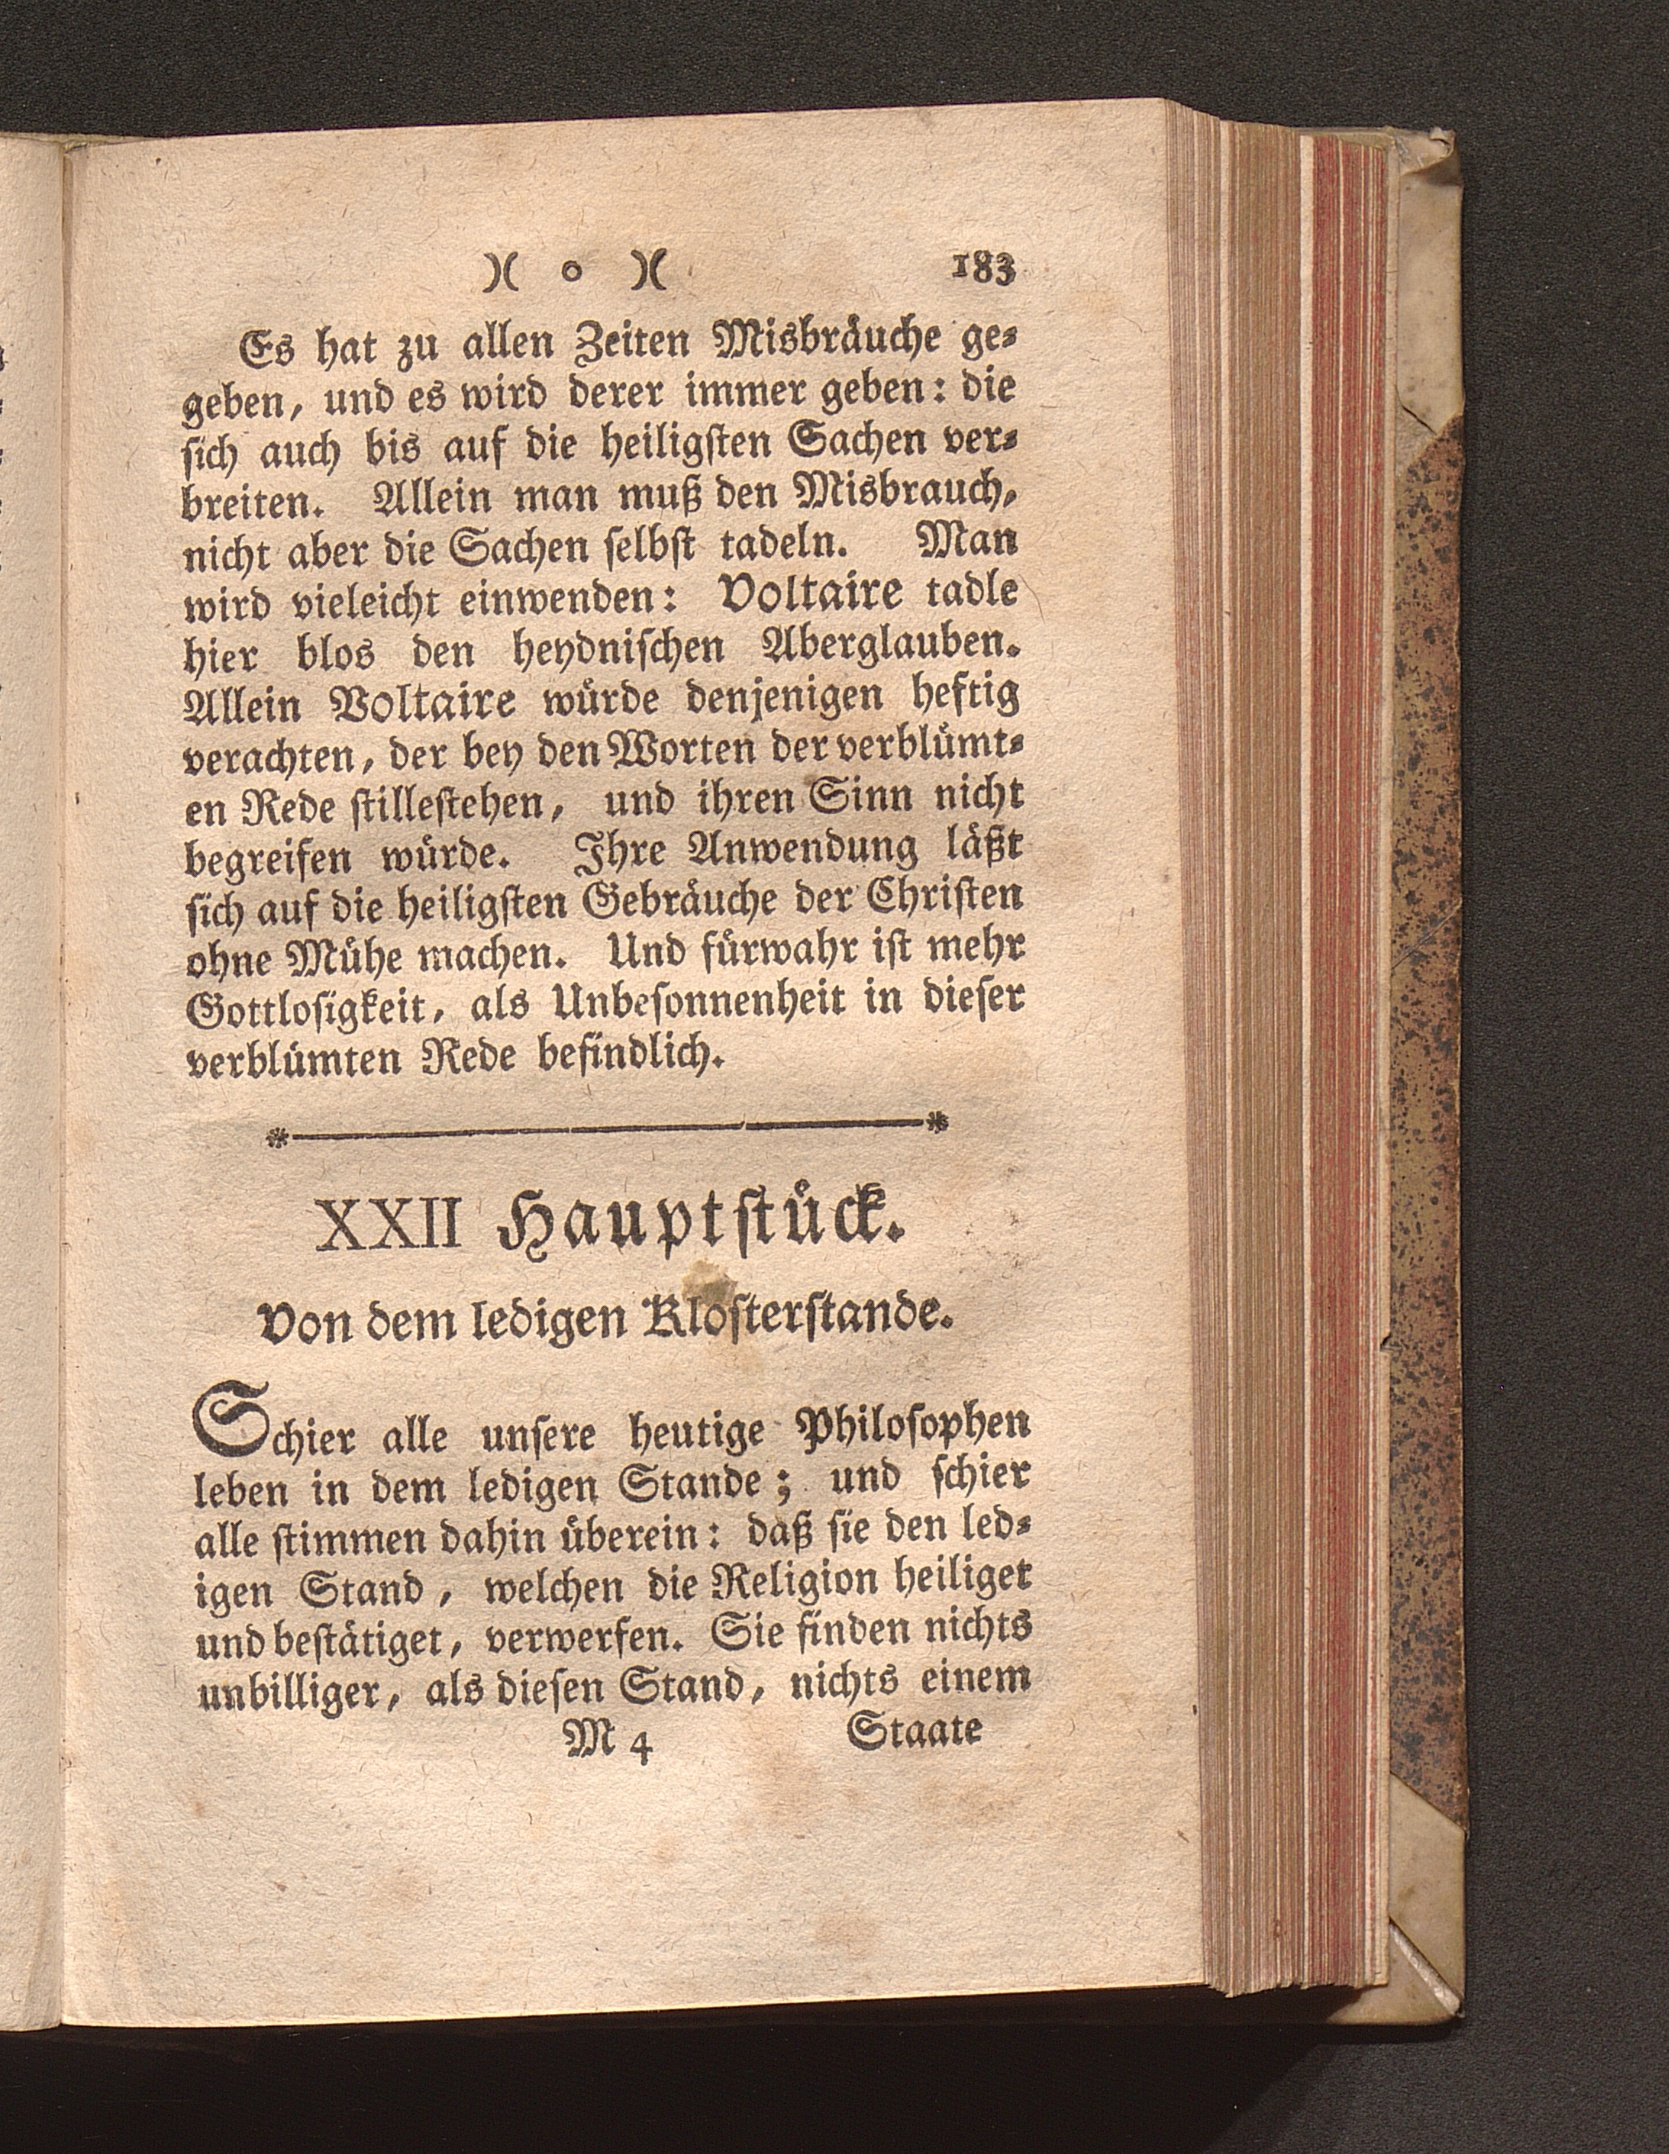 )( o )( 183
Es hat zu allen Zeiten Misbräuche ge⸗
geben, und es wird derer immer geben: die
sich auch bis auf die heiligsten Sachen ver⸗
breiten. Allein man muß den Misbrauch,
nicht aber die Sachen selbst tadeln. Man
wird vieleicht einwenden: Voltaire tadle
hier blos den heydnischen Aberglauben.
Allein Voltaire würde denjenigen heftig
verachten, der bey den Worten der verblümt⸗
en Rede stillestehen, und ihren Sinn nicht
begreifen würde. Ihre Anwendung läßt
sich auf die heiligsten Gebräuche der Christen
ohne Mühe machen. Und fürwahr ist mehr
Gottlosigkeit, als Unbesonnenheit in dieser
verblümten Rede befindlich.
XXII Hauptstück.
Von dem ledigen Klosterstande.
Schier alle unsere heutige Philosophen
leben in dem ledigen Stande; und schier
alle stimmen dahin überein: daß sie den led⸗
igen Stand, welchen die Religion heiliget
und bestätiget, verwerfen. Sie finden nichts
unbilliger, als diesen Stand, nichts einem
M 4 Staate